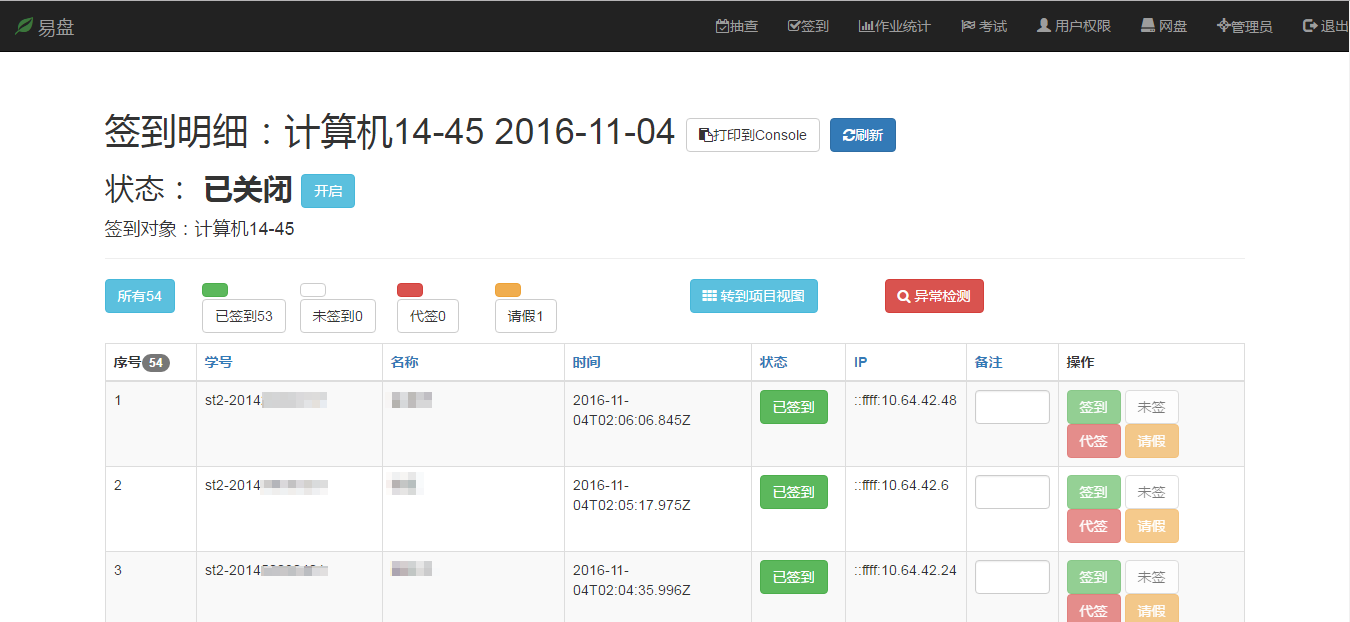 易盘 抽查 签到 作业统计 考试 用户权限 网盘 管理员 退出
签到明细：计算机14-45 2016-11-04 打印到Console 刷新
状态： 已关闭 开启
签到对象：计算机14-45
所有54 已签到53 未签到0 代签0 请假1 转到项目视图 异常检测
序号 54 学号 名称 时间 状态 IP 备注 操作
1 st2-2014 2016-11- 已签到 ::ffff:10.64.42.48 签到 未签
04T02:06:06.845Z
代签 请假
2 st2-2014 2016-11- 已签到 ::ffff:10.64.42.6 签到 未签
04T02:05:17.975Z
代签 请假
3 st2-2014 2016-11- 已签到 ::ffff:10.64.42.24 签到 未签
04T02:04:35.996Z
代签 请假